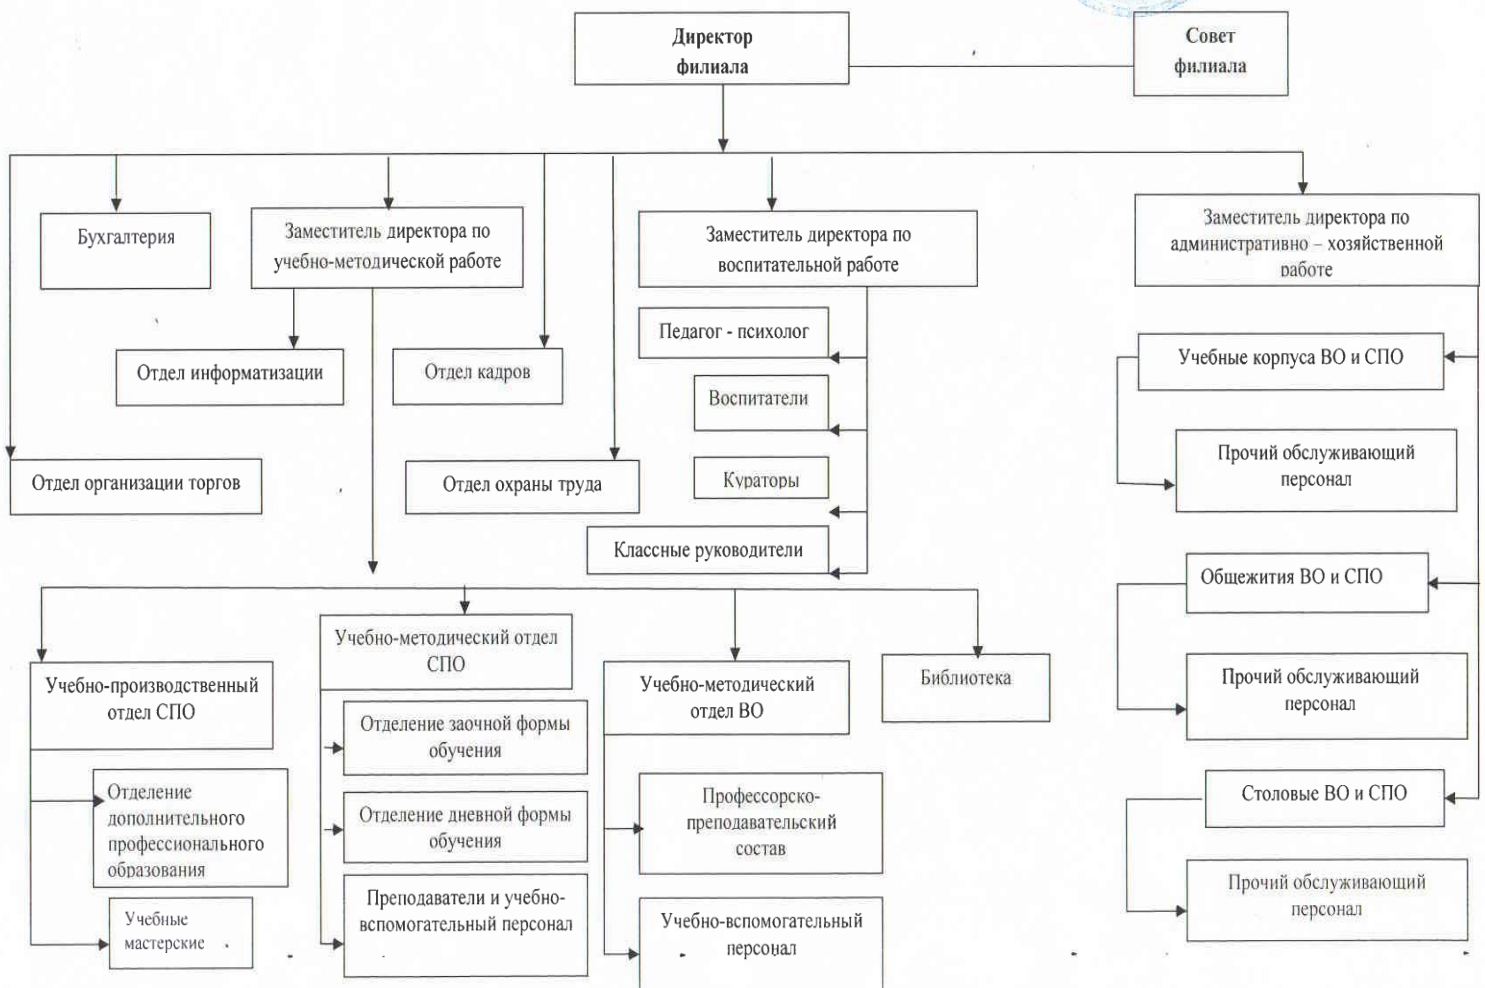 Директор
филиала
Совет
филиала
Бухгалтерия
Заместитель директора по
учебно-методической работе
Заместитель директора по
воспитательной работе
Заместитель директора по
административно – хозяйственной
работе
Отдел информатизации
Отдел кадров
Педагог - психолог
Воспитатели
Кураторы
Классные руководители
Учебные корпуса ВО и СПО
Прочий обслуживающий
персонал
Отдел организации торгов
Отдел охраны труда
Общежития ВО и СПО
Прочий обслуживающий
персонал
Столовые ВО и СПО
Прочий обслуживающий
персонал
Учебно-производственный
отдел СПО
Отделение
дополнительного
профессионального
образования
Учебные
мастерские
Учебно-методический отдел
СПО
Отделение заочной формы
обучения
Отделение дневной формы
обучения
Преподаватели и учебно-
вспомогательный персонал
Учебно-методический
отдел ВО
Профессорско-
преподавательский
состав
Учебно-вспомогательный
персонал
Библиотека